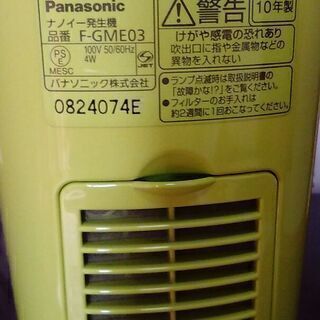 Panasonic
ナノイー発生機
品番 F-GME03
100V 50/60Hz
4W
PS
E
MESC
JET
パナソニック株式会社
0824074E
警告
10年製
けがや感電の恐れあり
吹出口に指や金属物などの
異物を入れない
●ランプ点滅時は取扱説明書の
「故障かな!?」をご覧ください
●フィルターのお手入れは
約2週間に1回おこなってください